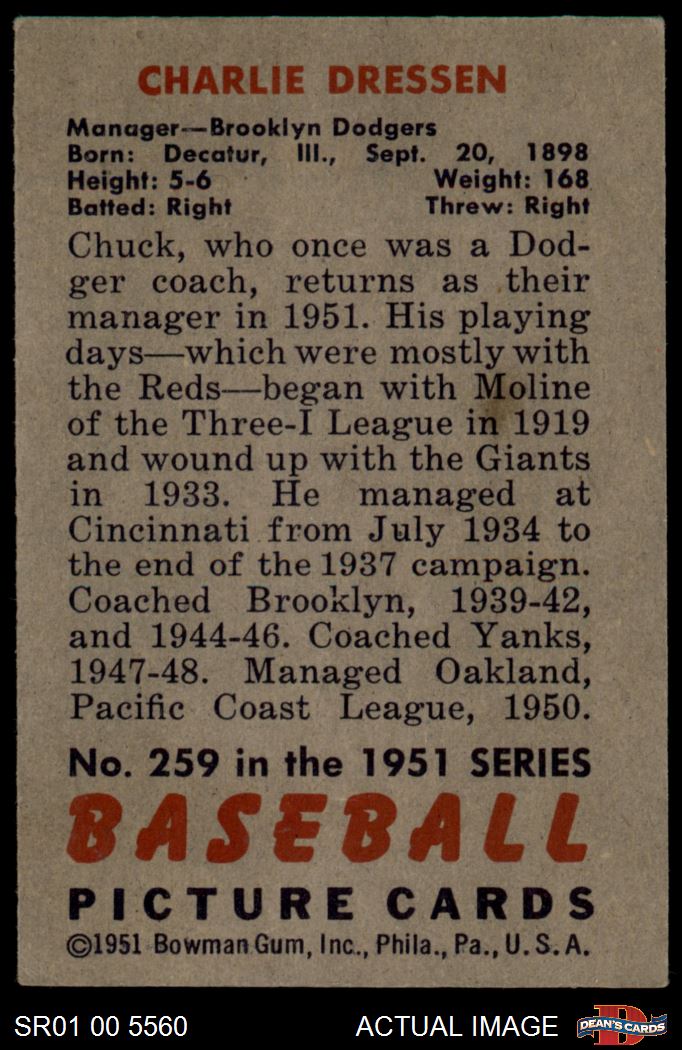 CHARLIE DRESSEN
Manager—Brooklyn Dodgers
Born: Decatur, Ill., Sept. 20, 1898
Height: 5-6 Weight: 168
Batted: Right Threw: Right
Chuck, who once was a Dod-
ger coach, returns as their
manager in 1951. His playing
days—which were mostly with
the Reds—began with Moline
of the Three-I League in 1919
and wound up with the Giants
in 1933. He managed at
Cincinnati from July 1934 to
the end of the 1937 campaign.
Coached Brooklyn, 1939-42,
and 1944-46. Coached Yanks,
1947-48. Managed Oakland,
Pacific Coast League, 1950.
No. 259 in the 1951 SERIES
BASEBALL
PICTURE CARDS
©1951 Bowman Gum, Inc., Phila., Pa., U. S. A.
SR01 00 5560 ACTUAL IMAGE D DEAN'S CARDS